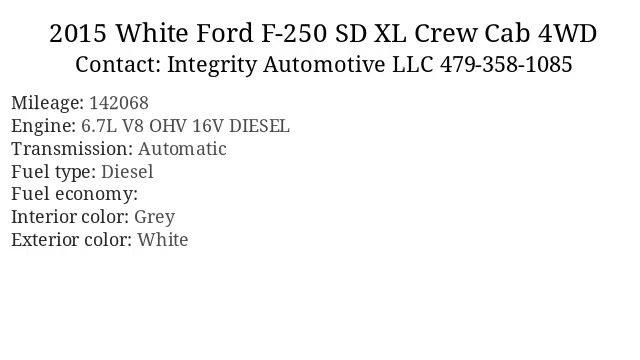 2015 White Ford F-250 SD XL Crew Cab 4WD
Contact: Integrity Automotive LLC 479-358-1085
Mileage: 142068
Engine: 6.7L V8 OHV 16V DIESEL
Transmission: Automatic
Fuel type: Diesel
Fuel economy:
Interior color: Grey
Exterior color: White